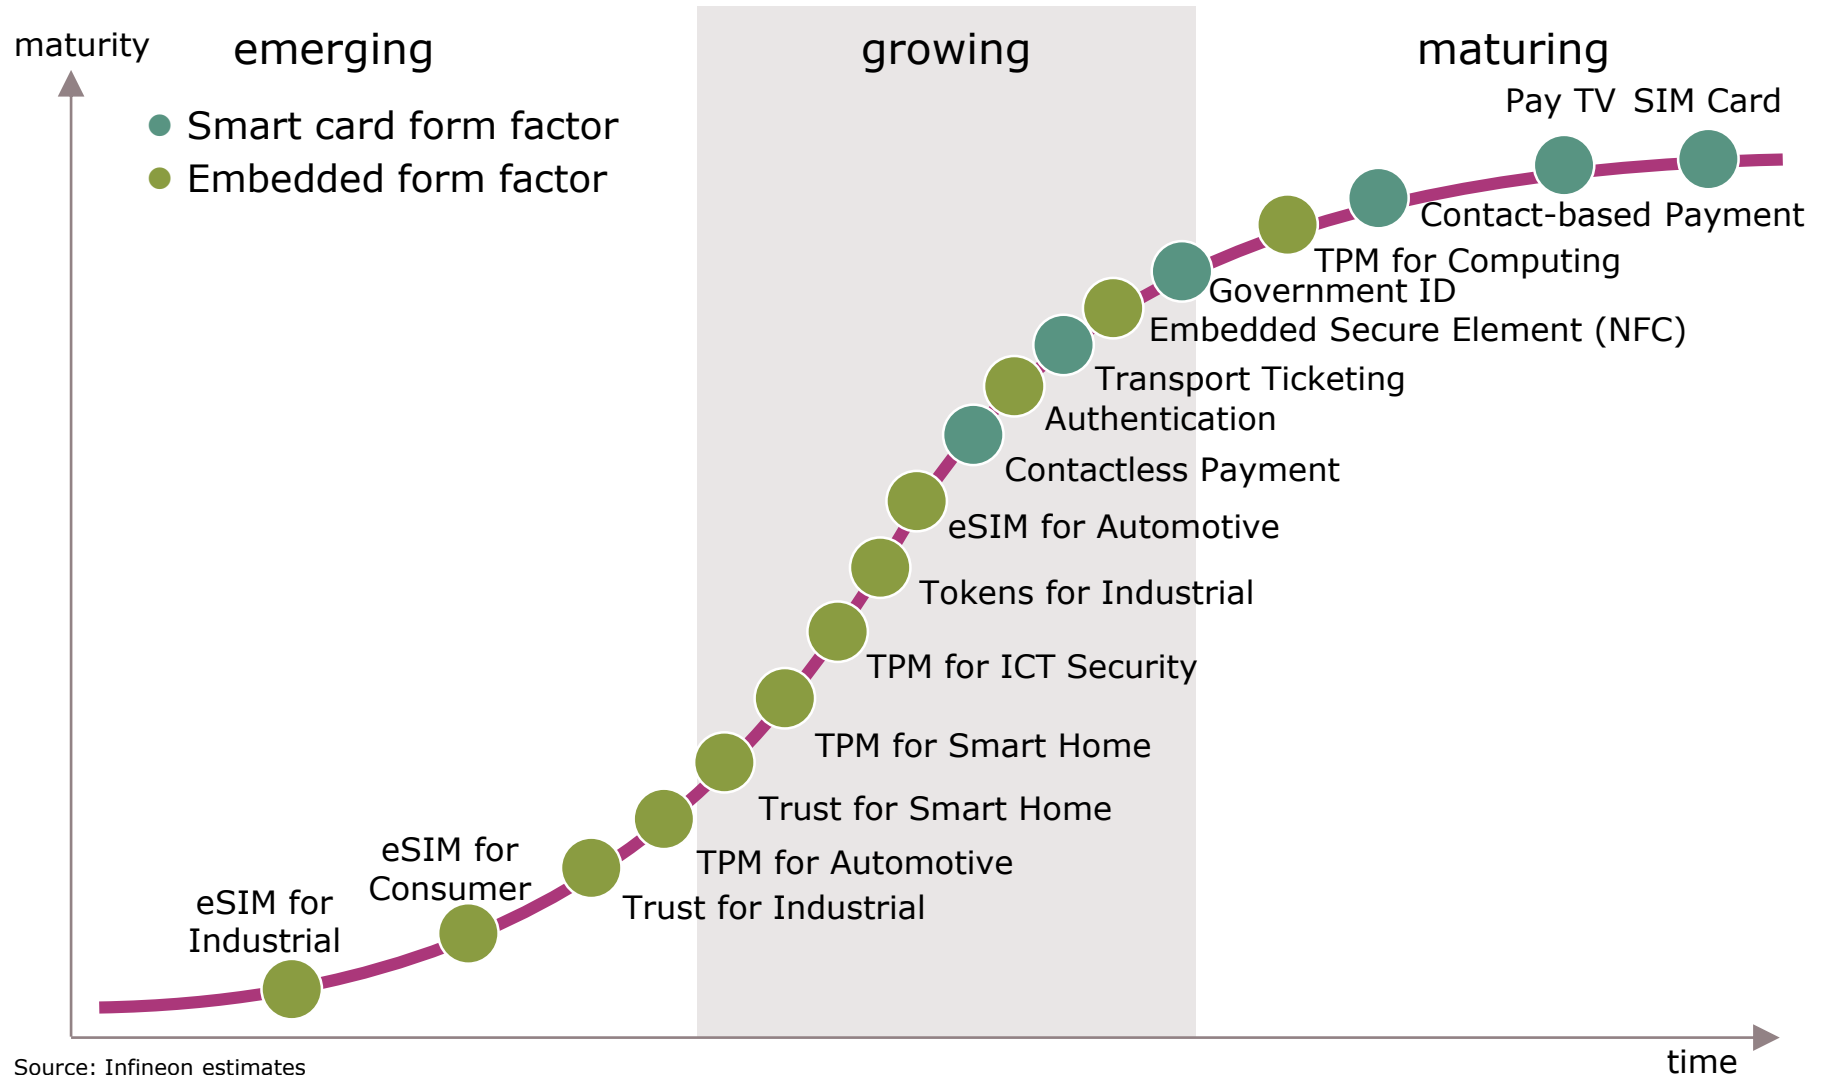 maturity
emerging
growing
maturing
Smart card form factor
Embedded form factor
Pay TV
SIM Card
Contact-based Payment
TPM for Computing
Government ID
Embedded Secure Element (NFC)
Transport Ticketing
Authentication
Contactless Payment
eSIM for Automotive
Tokens for Industrial
TPM for ICT Security
TPM for Smart Home
Trust for Smart Home
TPM for Automotive
Trust for Industrial
eSIM for
Consumer
eSIM for
Industrial
time
Source: Infineon estimates